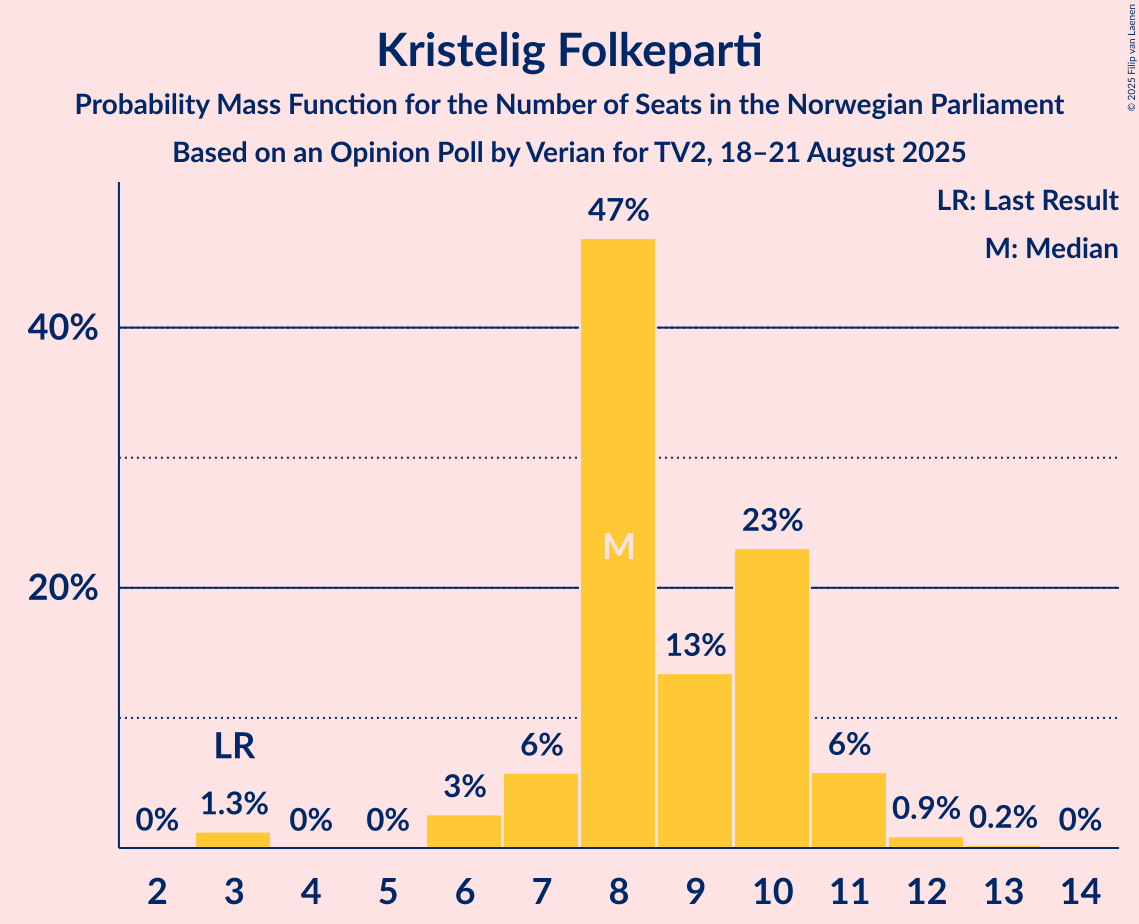 Kristelig Folkeparti
Probability Mass Function for the Number of Seats in the Norwegian Parliament
Based on an Opinion Poll by Verian for TV2, 18–21 August 2025
© 2025 Filip van Laenen
LR: Last Result
M: Median
47%
40%
23%
M
20%
13%
LR
6%
6%
3%
1.3%
0%
0%
0%
0.9%
0.2%
0%
2 3 4 5 6 7 8 9 10 11 12 13 14